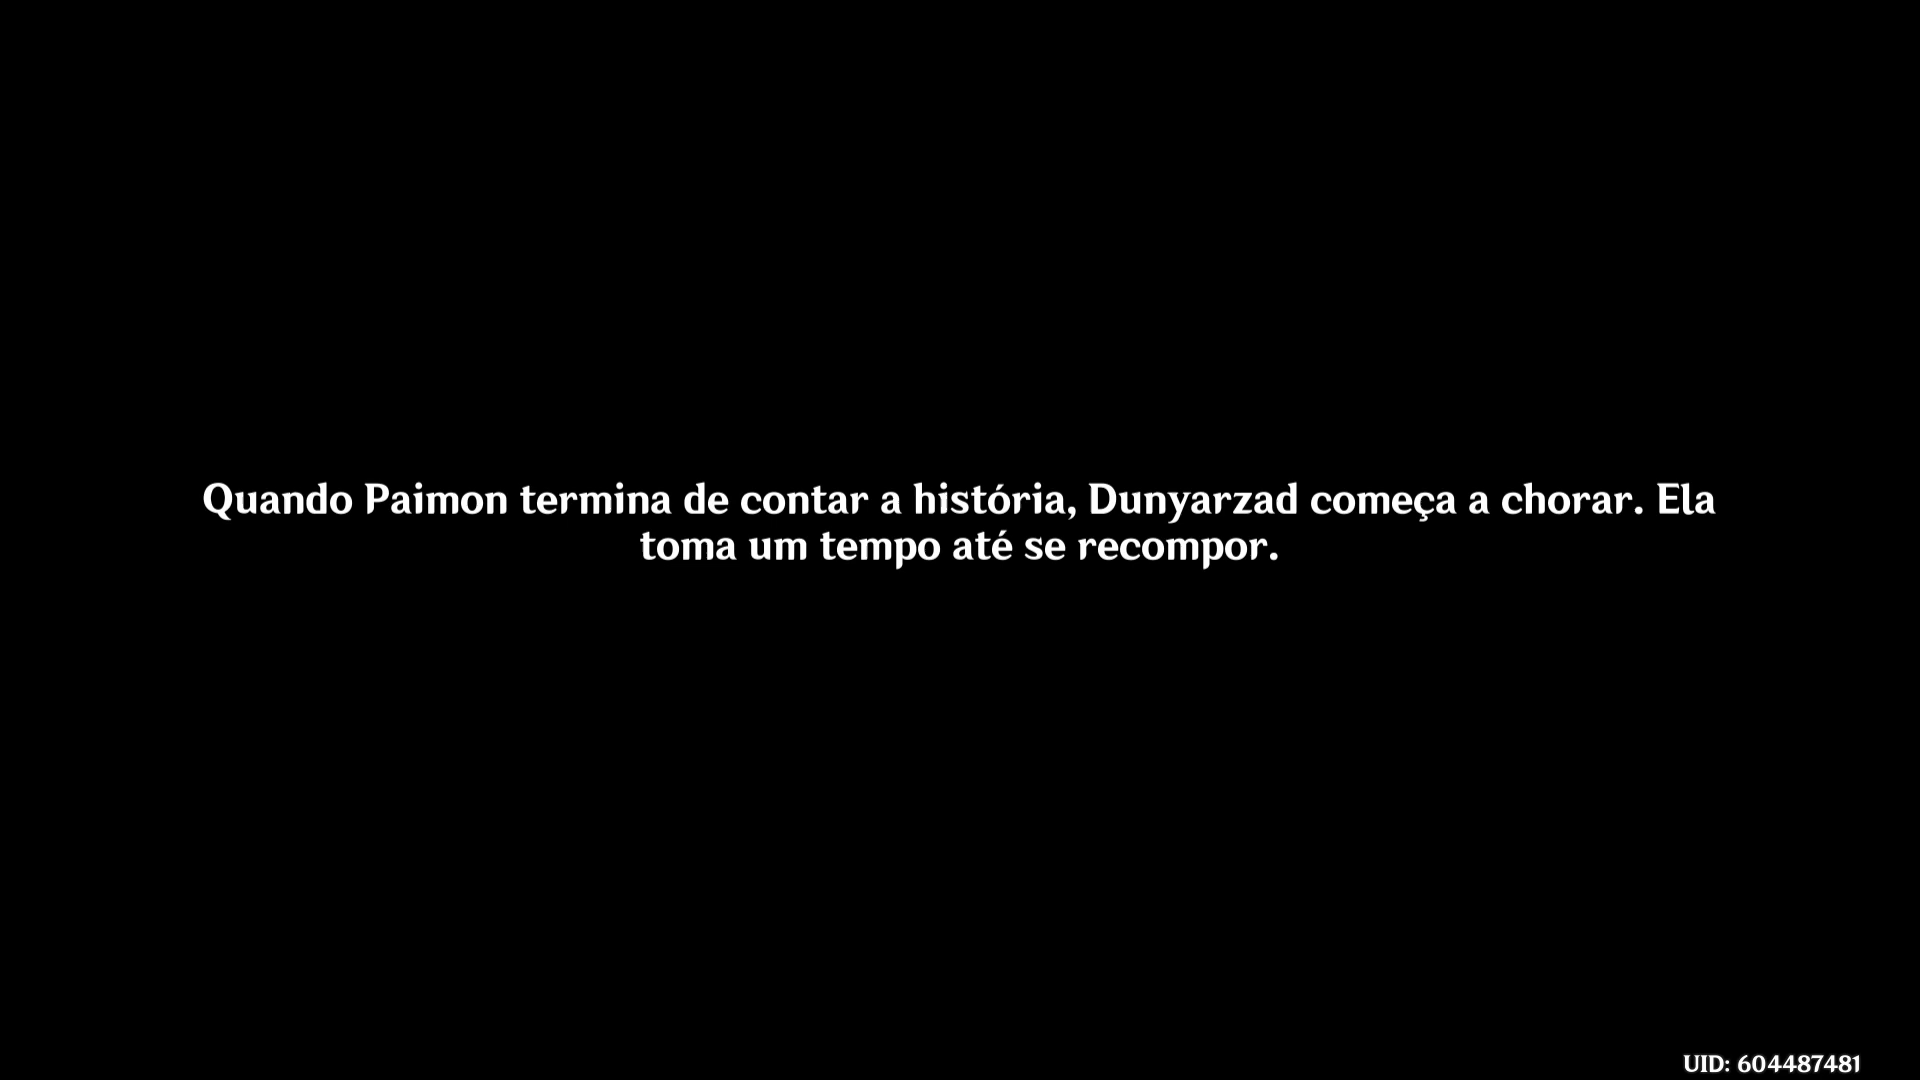 Quando Paimon termina de contar a história, Dunyarzad começa a chorar. Ela
toma um tempo até se recompor.
UID: 604487481